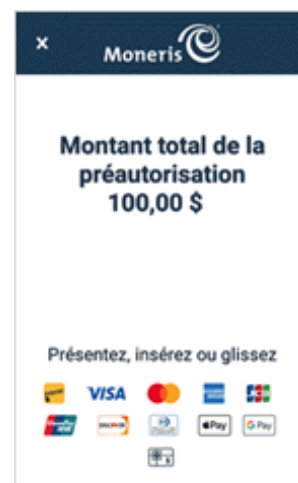 ×
Moneris
Montant total de la
préautorisation
100,00 $
Présentez, insérez ou glissez
VISA
Pay G Pay